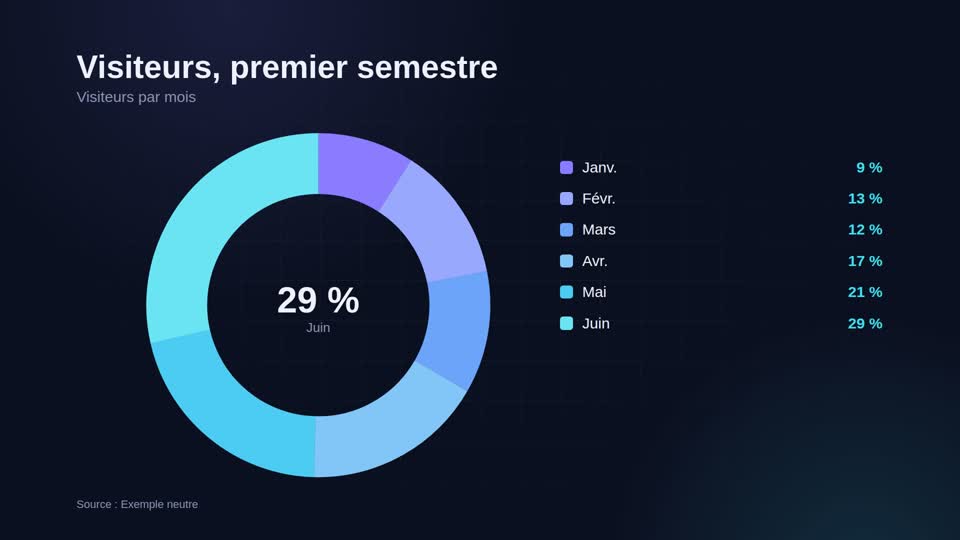 Visiteurs, premier semestre
Visiteurs par mois
29 %
Juin
Janv. 9 %
Févr. 13 %
Mars 12 %
Avr. 17 %
Mai 21 %
Juin 29 %
Source : Exemple neutre